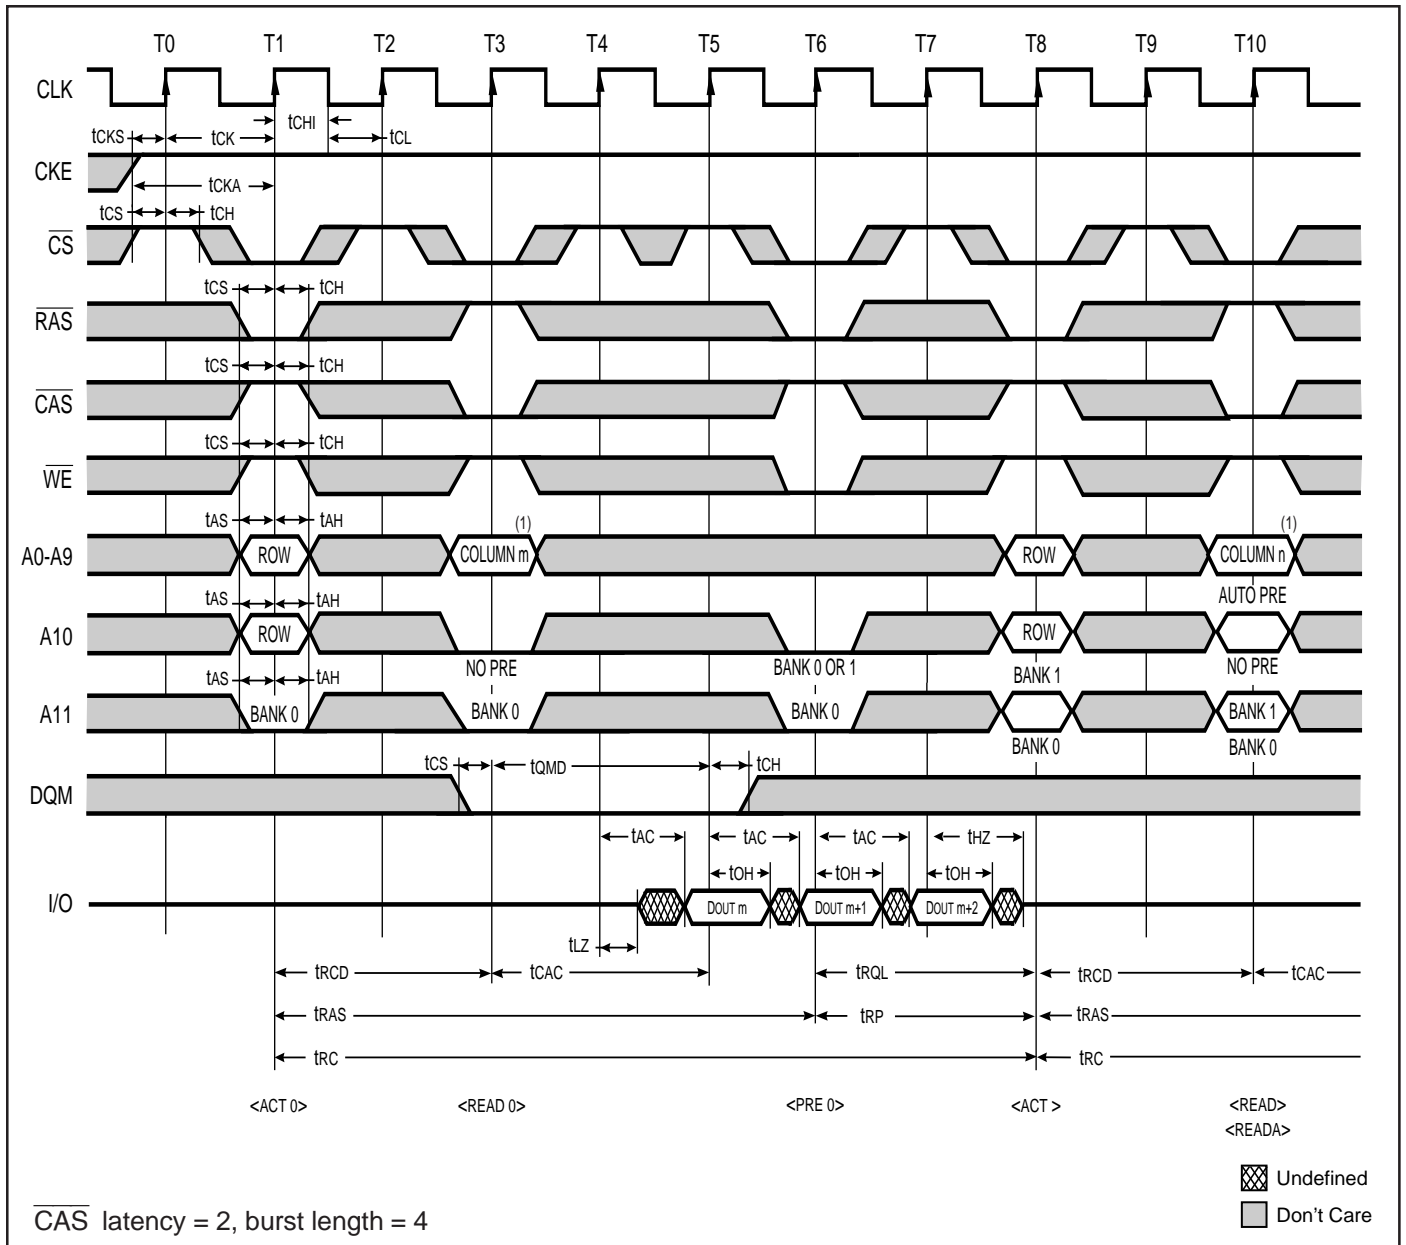 T0 T1 T2 T3 T4 T5 T6 T7 T8 T9 T10
CLK
tCHI
tCKS tCK tCL
CKE
tCKA
tCS tCH
CS
tCS tCH
RAS
tCS tCH
CAS
tCS tCH
WE
tAS tAH (1) (1)
A0-A9 ROW COLUMN m ROW COLUMN n
tAS tAH AUTO PRE
A10 ROW ROW
NO PRE BANK 0 OR 1 BANK 1 NO PRE
tAS tAH
A11 BANK 0 BANK 0 BANK 0 BANK 1
BANK 0 BANK 0
tCS tQMD tCH
DQM
tAC tAC tAC tHZ
tOH tOH tOH
I/O DOUT m DOUT m+1 DOUT m+2
tLZ
tRCD tCAC tRQL tRCD tCAC
tRAS tRP tRAS
tRC tRC
<ACT 0> <READ 0> <PRE 0> <ACT > <READ>
<READA>
Undefined
Don't Care
CAS latency = 2, burst length = 4